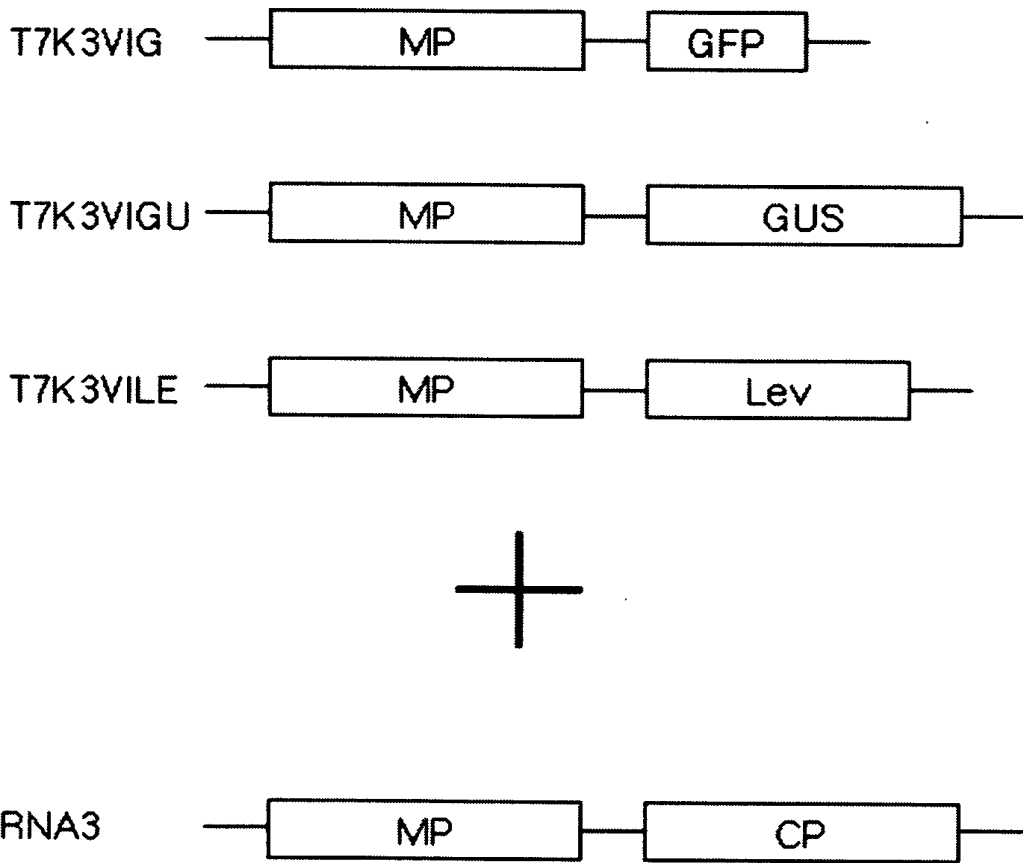 T7K3VIG MP GFP
T7K3VIGU MP GUS
T7K3VILE MP Lev
+
RNA3 MP CP